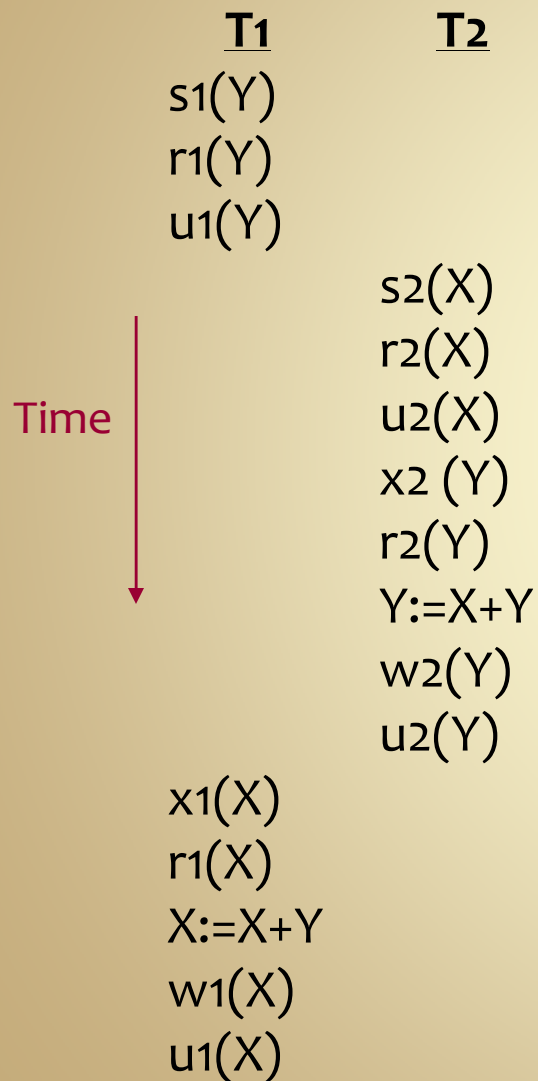 T1 T2
s1(Y)
r1(Y)
u1(Y)
s2(X)
r2(X)
Time
u2(X)
x2 (Y)
r2(Y)
Y:=X+Y
w2(Y)
u2(Y)
x1(X)
r1(X)
X:=X+Y
w1(X)
u1(X)